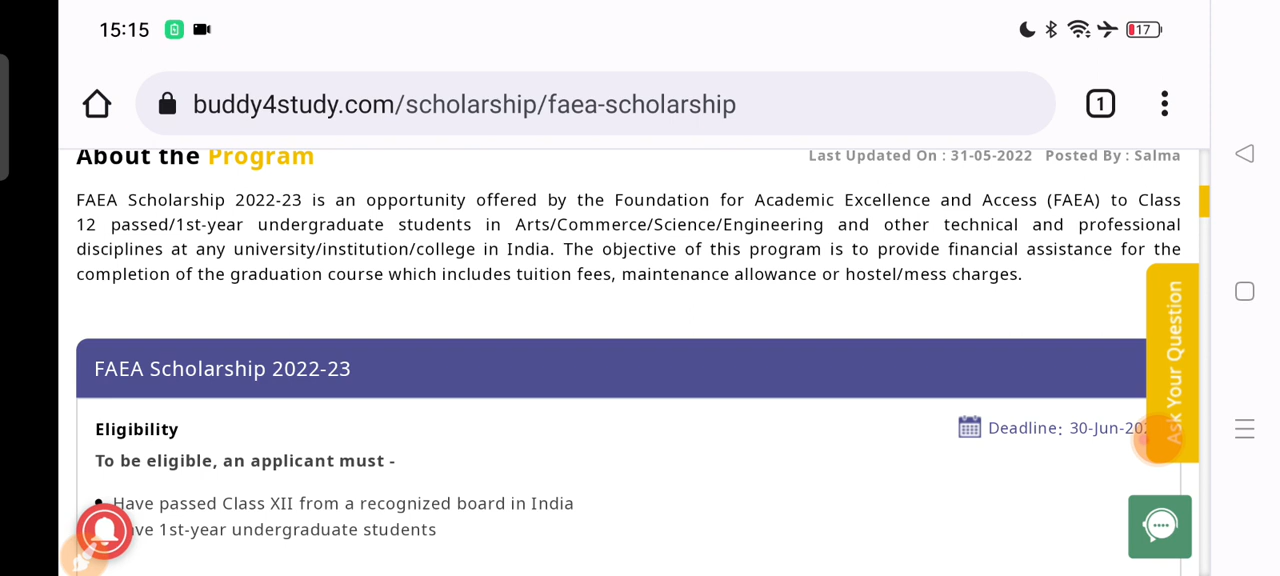 15:15
17
buddy4study.com/scholarship/faea-scholarship
1
About the Program
Last Updated On : 31-05-2022 Posted By : Salma
FAEA Scholarship 2022-23 is an opportunity offered by the Foundation for Academic Excellence and Access (FAEA) to Class
12 passed/1st-year undergraduate students in Arts/Commerce/Science/Engineering and other technical and professional
disciplines at any university/institution/college in India. The objective of this program is to provide financial assistance for the
completion of the graduation course which includes tuition fees, maintenance allowance or hostel/mess charges.
Ask Your Question
FAEA Scholarship 2022-23
Eligibility
Deadline: 30-Jun-202
To be eligible, an applicant must -
Have passed Class XII from a recognized board in India
1st-year undergraduate students